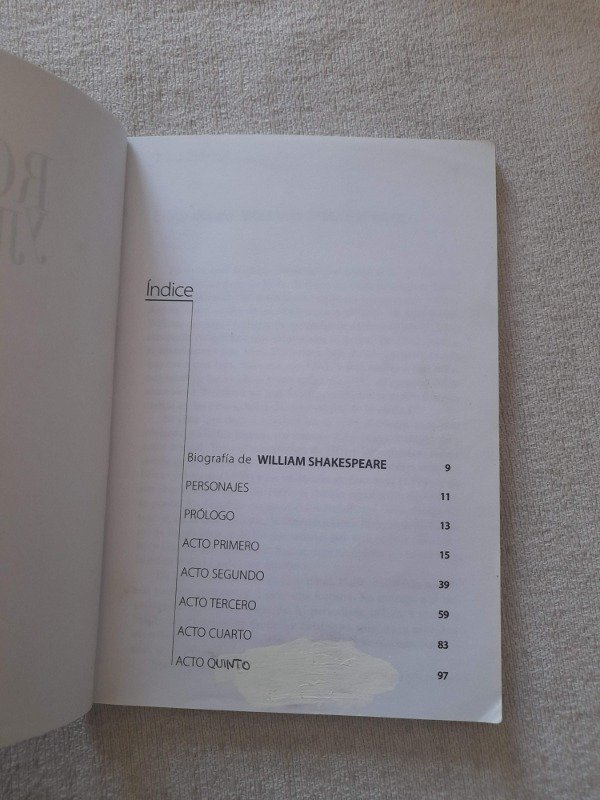 Índice
Biografía de WILLIAM SHAKESPEARE 9
PERSONAJES 11
PRÓLOGO 13
ACTO PRIMERO 15
ACTO SEGUNDO 39
ACTO TERCERO 59
ACTO CUARTO 83
ACTO QUINTO 97